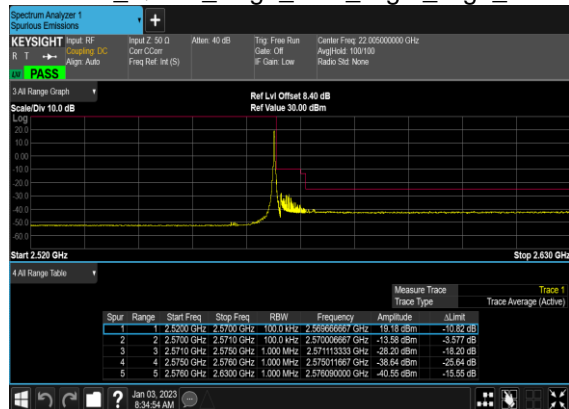 Spectrum Analyzer 1
Spurious Emissions
KEYSIGHT Input: RF Input Z: 50 Ω Atten: 40 dB Trig: Free Run Center Freq: 22.005000000 GHz
R T Coupling: DC Corr CCorr Gate: Off Avg|Hold: 100/100
Align: Auto Freq Ref: Int (S) IF Gain: Low Radio Std: None
PASS
3 All Range Graph
Ref Lvl Offset 8.40 dB
Scale/Div 10.0 dB Ref Value 30.00 dBm
Log
20.0
10.0
0.00
-10.0
-20.0
-30.0
-40.0
-50.0
-60.0
Start 2.520 GHz Stop 2.630 GHz
4 All Range Table
Measure Trace Trace 1
Trace Type Trace Average (Active)
Spur Range Start Freq Stop Freq RBW Frequency Amplitude ΔLimit
1 1 2.5200 GHz 2.5700 GHz 100.0 kHz 2.569666667 GHz 19.18 dBm -10.82 dB
2 2 2.5700 GHz 2.5710 GHz 100.0 kHz 2.570006667 GHz -13.58 dBm -3.577 dB
3 3 2.5710 GHz 2.5750 GHz 1.000 MHz 2.571113333 GHz -28.20 dBm -18.20 dB
4 4 2.5750 GHz 2.5760 GHz 1.000 MHz 2.575011667 GHz -38.64 dBm -25.64 dB
5 5 2.5760 GHz 2.6300 GHz 1.000 MHz 2.576090000 GHz -40.55 dBm -15.55 dB
Jan 03, 2023
8:34:54 AM